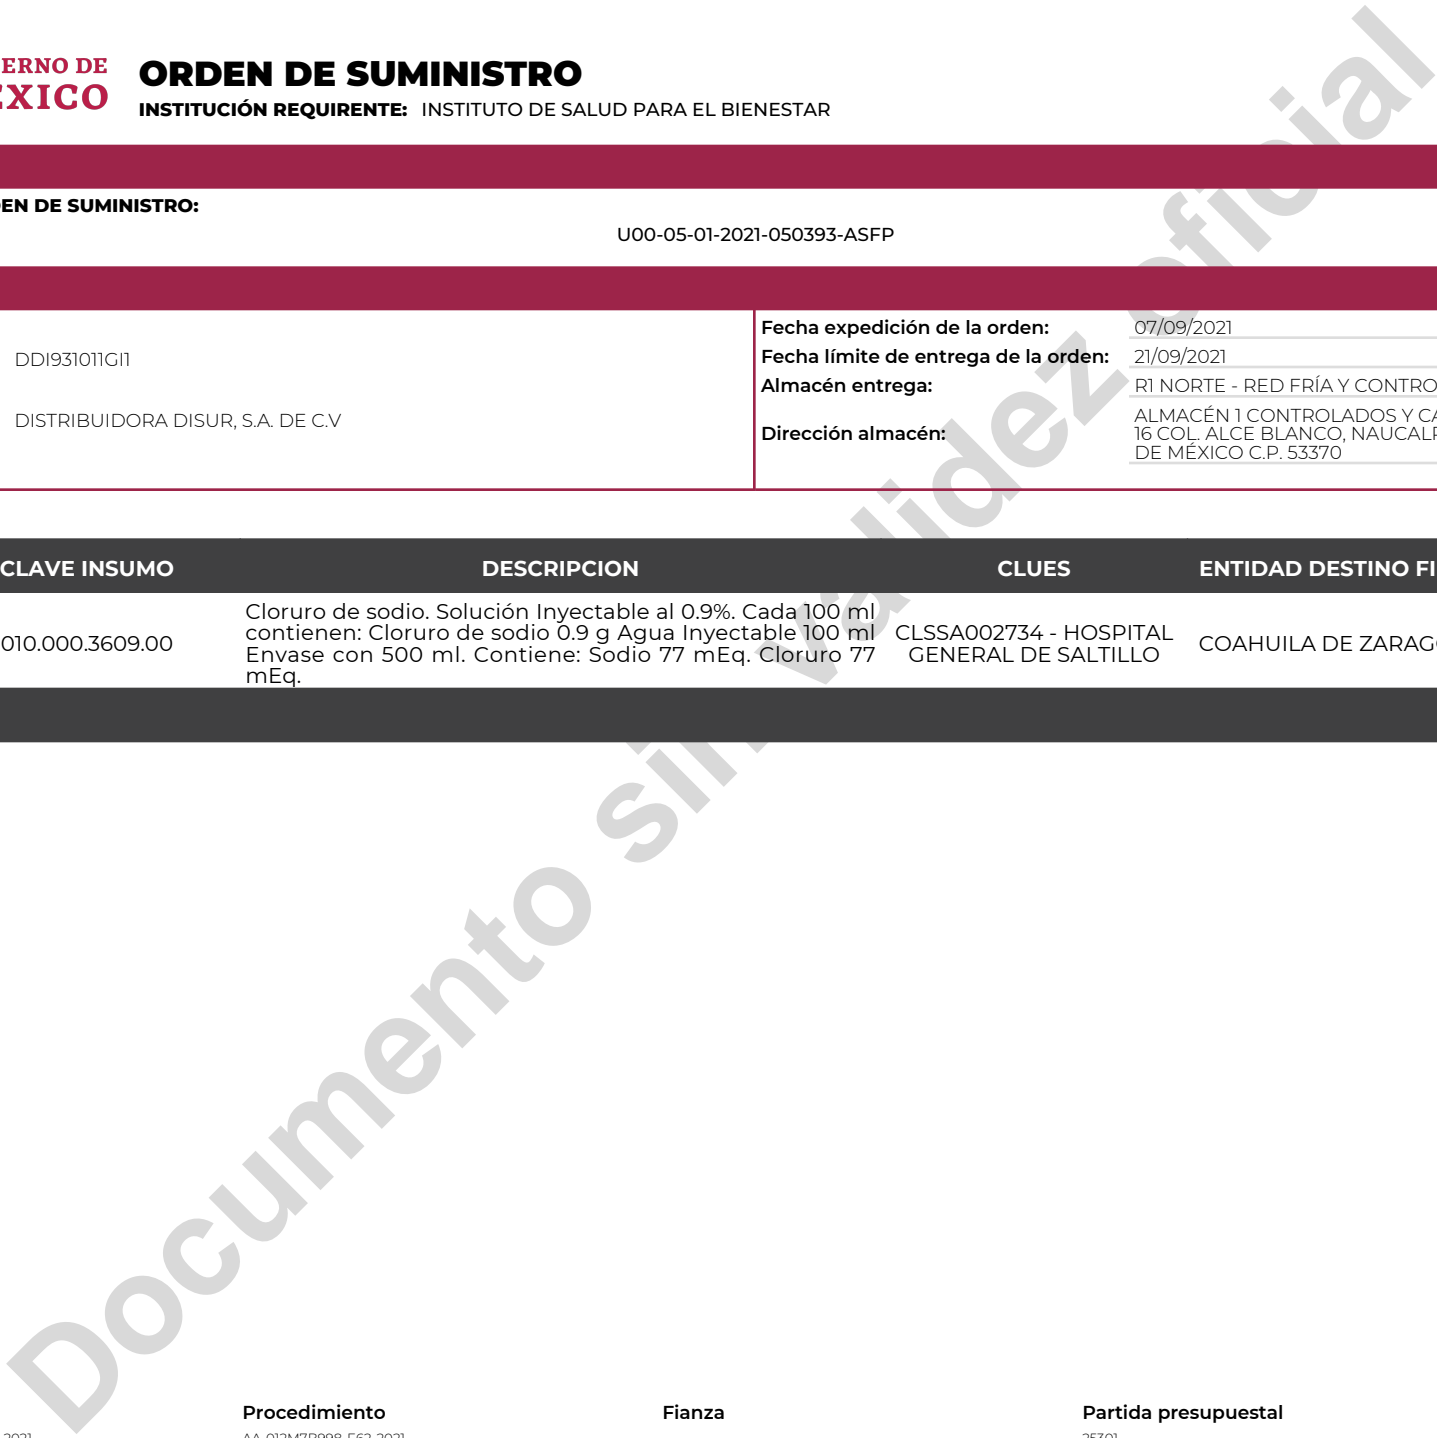 ERNO DE
ÉXICO
ORDEN DE SUMINISTRO
INSTITUCIÓN REQUIRENTE: INSTITUTO DE SALUD PARA EL BIENESTAR
EN DE SUMINISTRO:
U00-05-01-2021-050393-ASFP
DDI931011GI1
DISTRIBUIDORA DISUR, S.A. DE C.V
Fecha expedición de la orden: 07/09/2021
Fecha límite de entrega de la orden: 21/09/2021
Almacén entrega: R1 NORTE - RED FRÍA Y CONTRO
Dirección almacén:
ALMACÉN 1 CONTROLADOS Y CA
16 COL. ALCE BLANCO, NAUCALP
DE MÉXICO C.P. 53370
CLAVE INSUMO DESCRIPCION CLUES ENTIDAD DESTINO FI
010.000.3609.00
Cloruro de sodio. Solución Inyectable al 0.9%. Cada 100 ml
contienen: Cloruro de sodio 0.9 g Agua Inyectable 100 ml
Envase con 500 ml. Contiene: Sodio 77 mEq. Cloruro 77
mEq.
CLSSA002734 - HOSPITAL
GENERAL DE SALTILLO
COAHUILA DE ZARAG
Documento sin validez oficial
Procedimiento Fianza Partida presupuestal